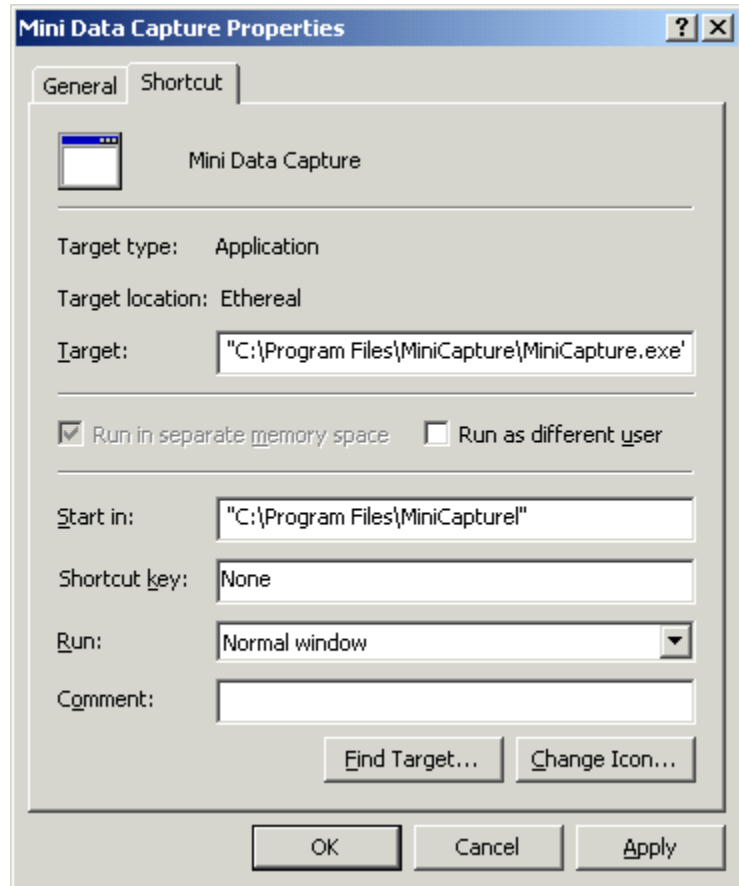 Mini Data Capture Properties
General Shortcut
Mini Data Capture
Target type: Application
Target location: Ethereal
Target: "C:\Program Files\MiniCapture\MiniCapture.exe'
Run in separate memory space Run as different user
Start in: "C:\Program Files\MiniCapturel"
Shortcut key: None
Run: Normal window
Comment:
Find Target... Change Icon...
OK Cancel Apply